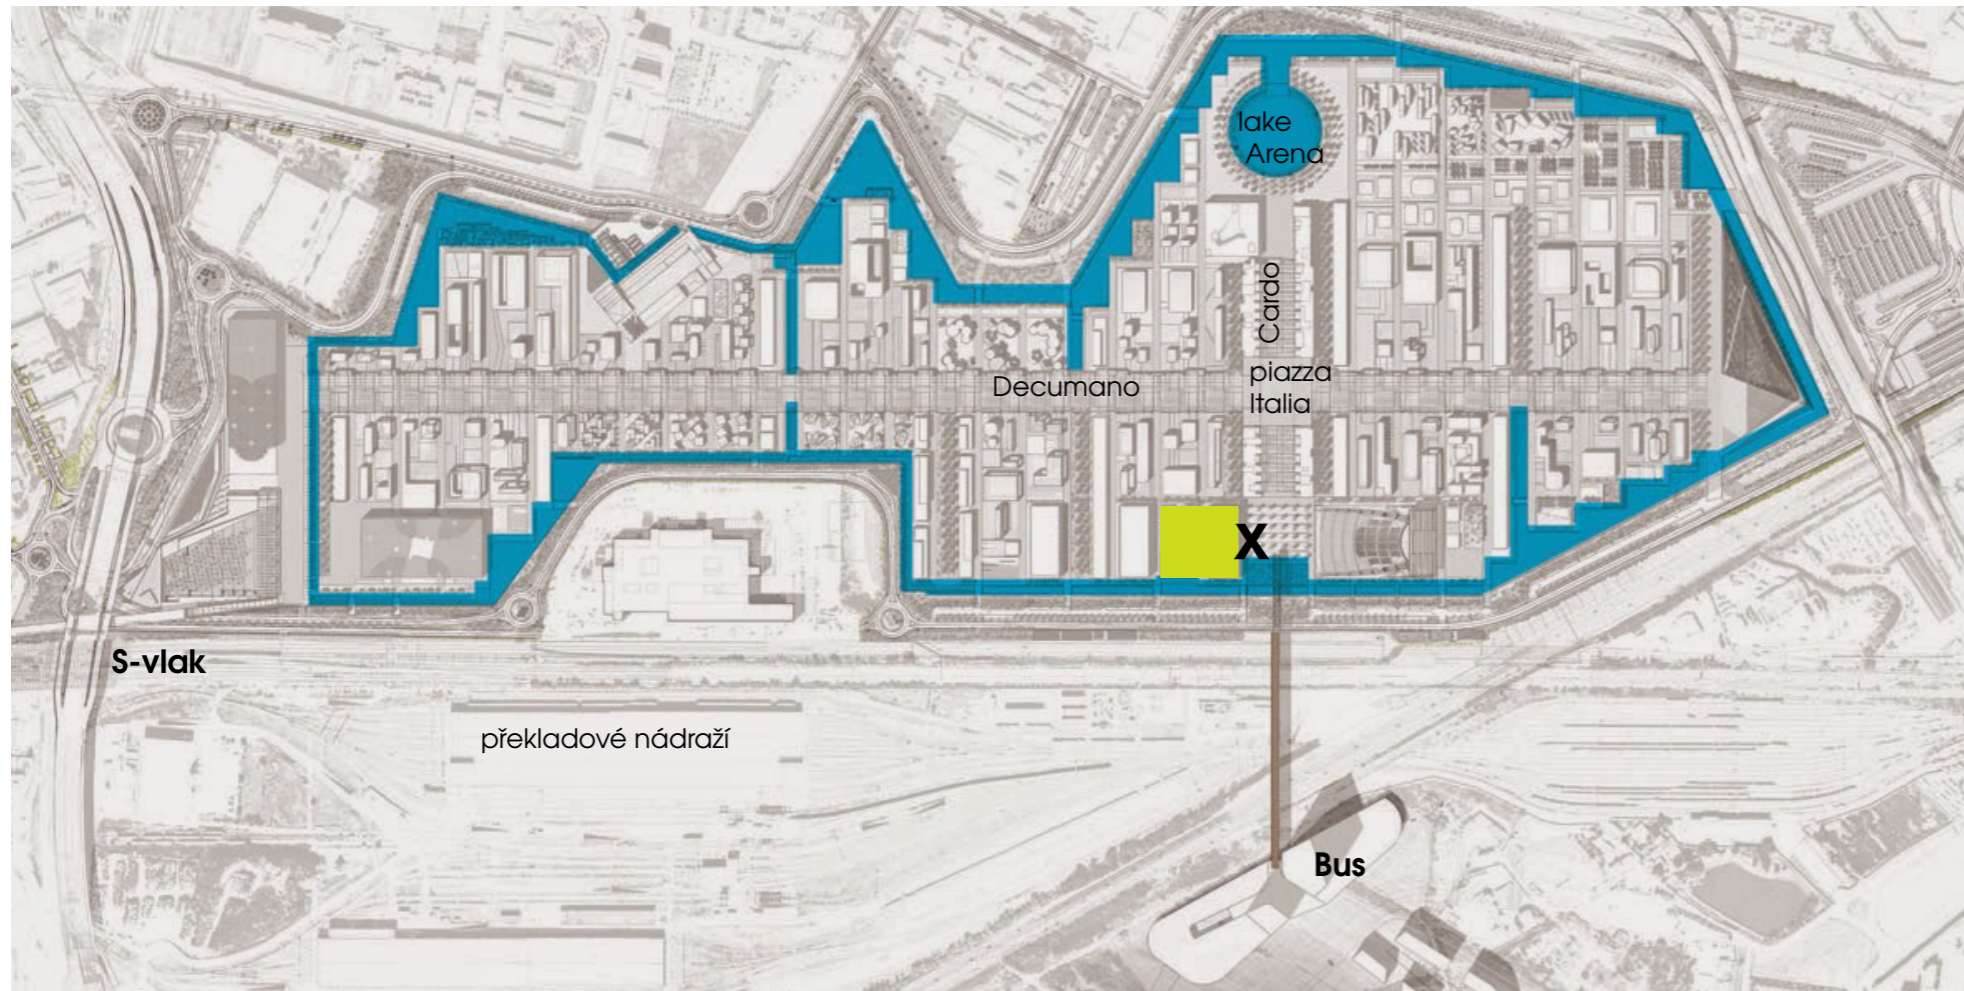 lake
Arena
Cardo
piazza
Italia
Decumano
X
S-vlak
překladové nádraží
Bus